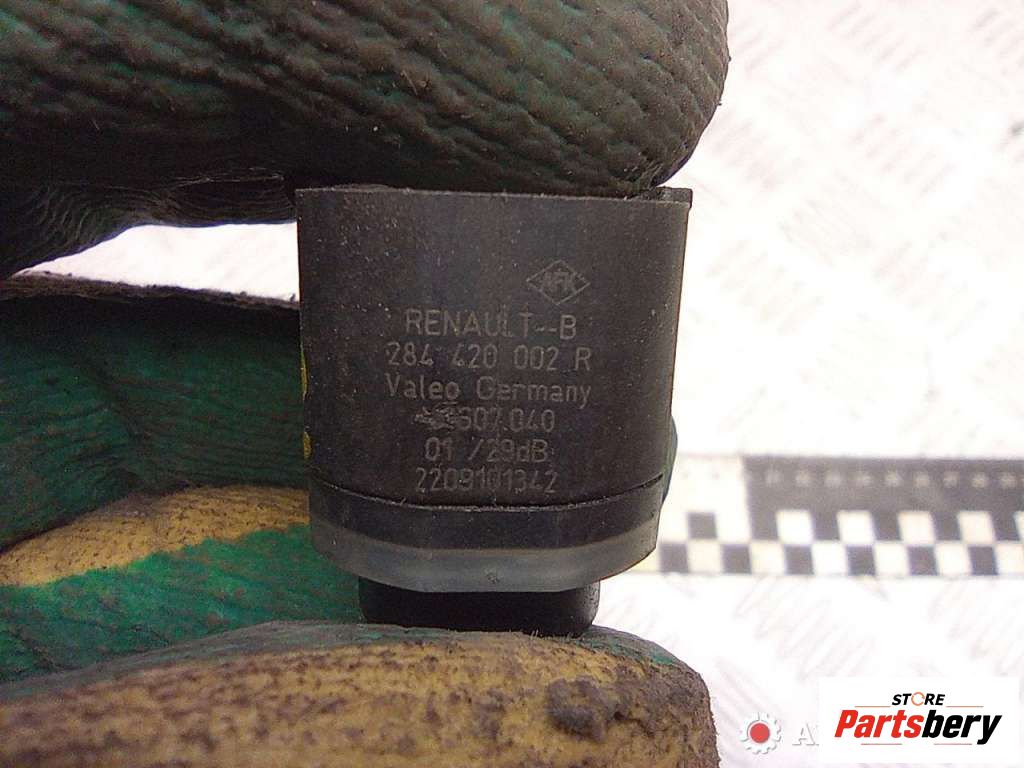 RENAULT--B
284 420 002 R
Valeo Germany
607.040
01 /29dB
2209101342
STORE
Partsbery